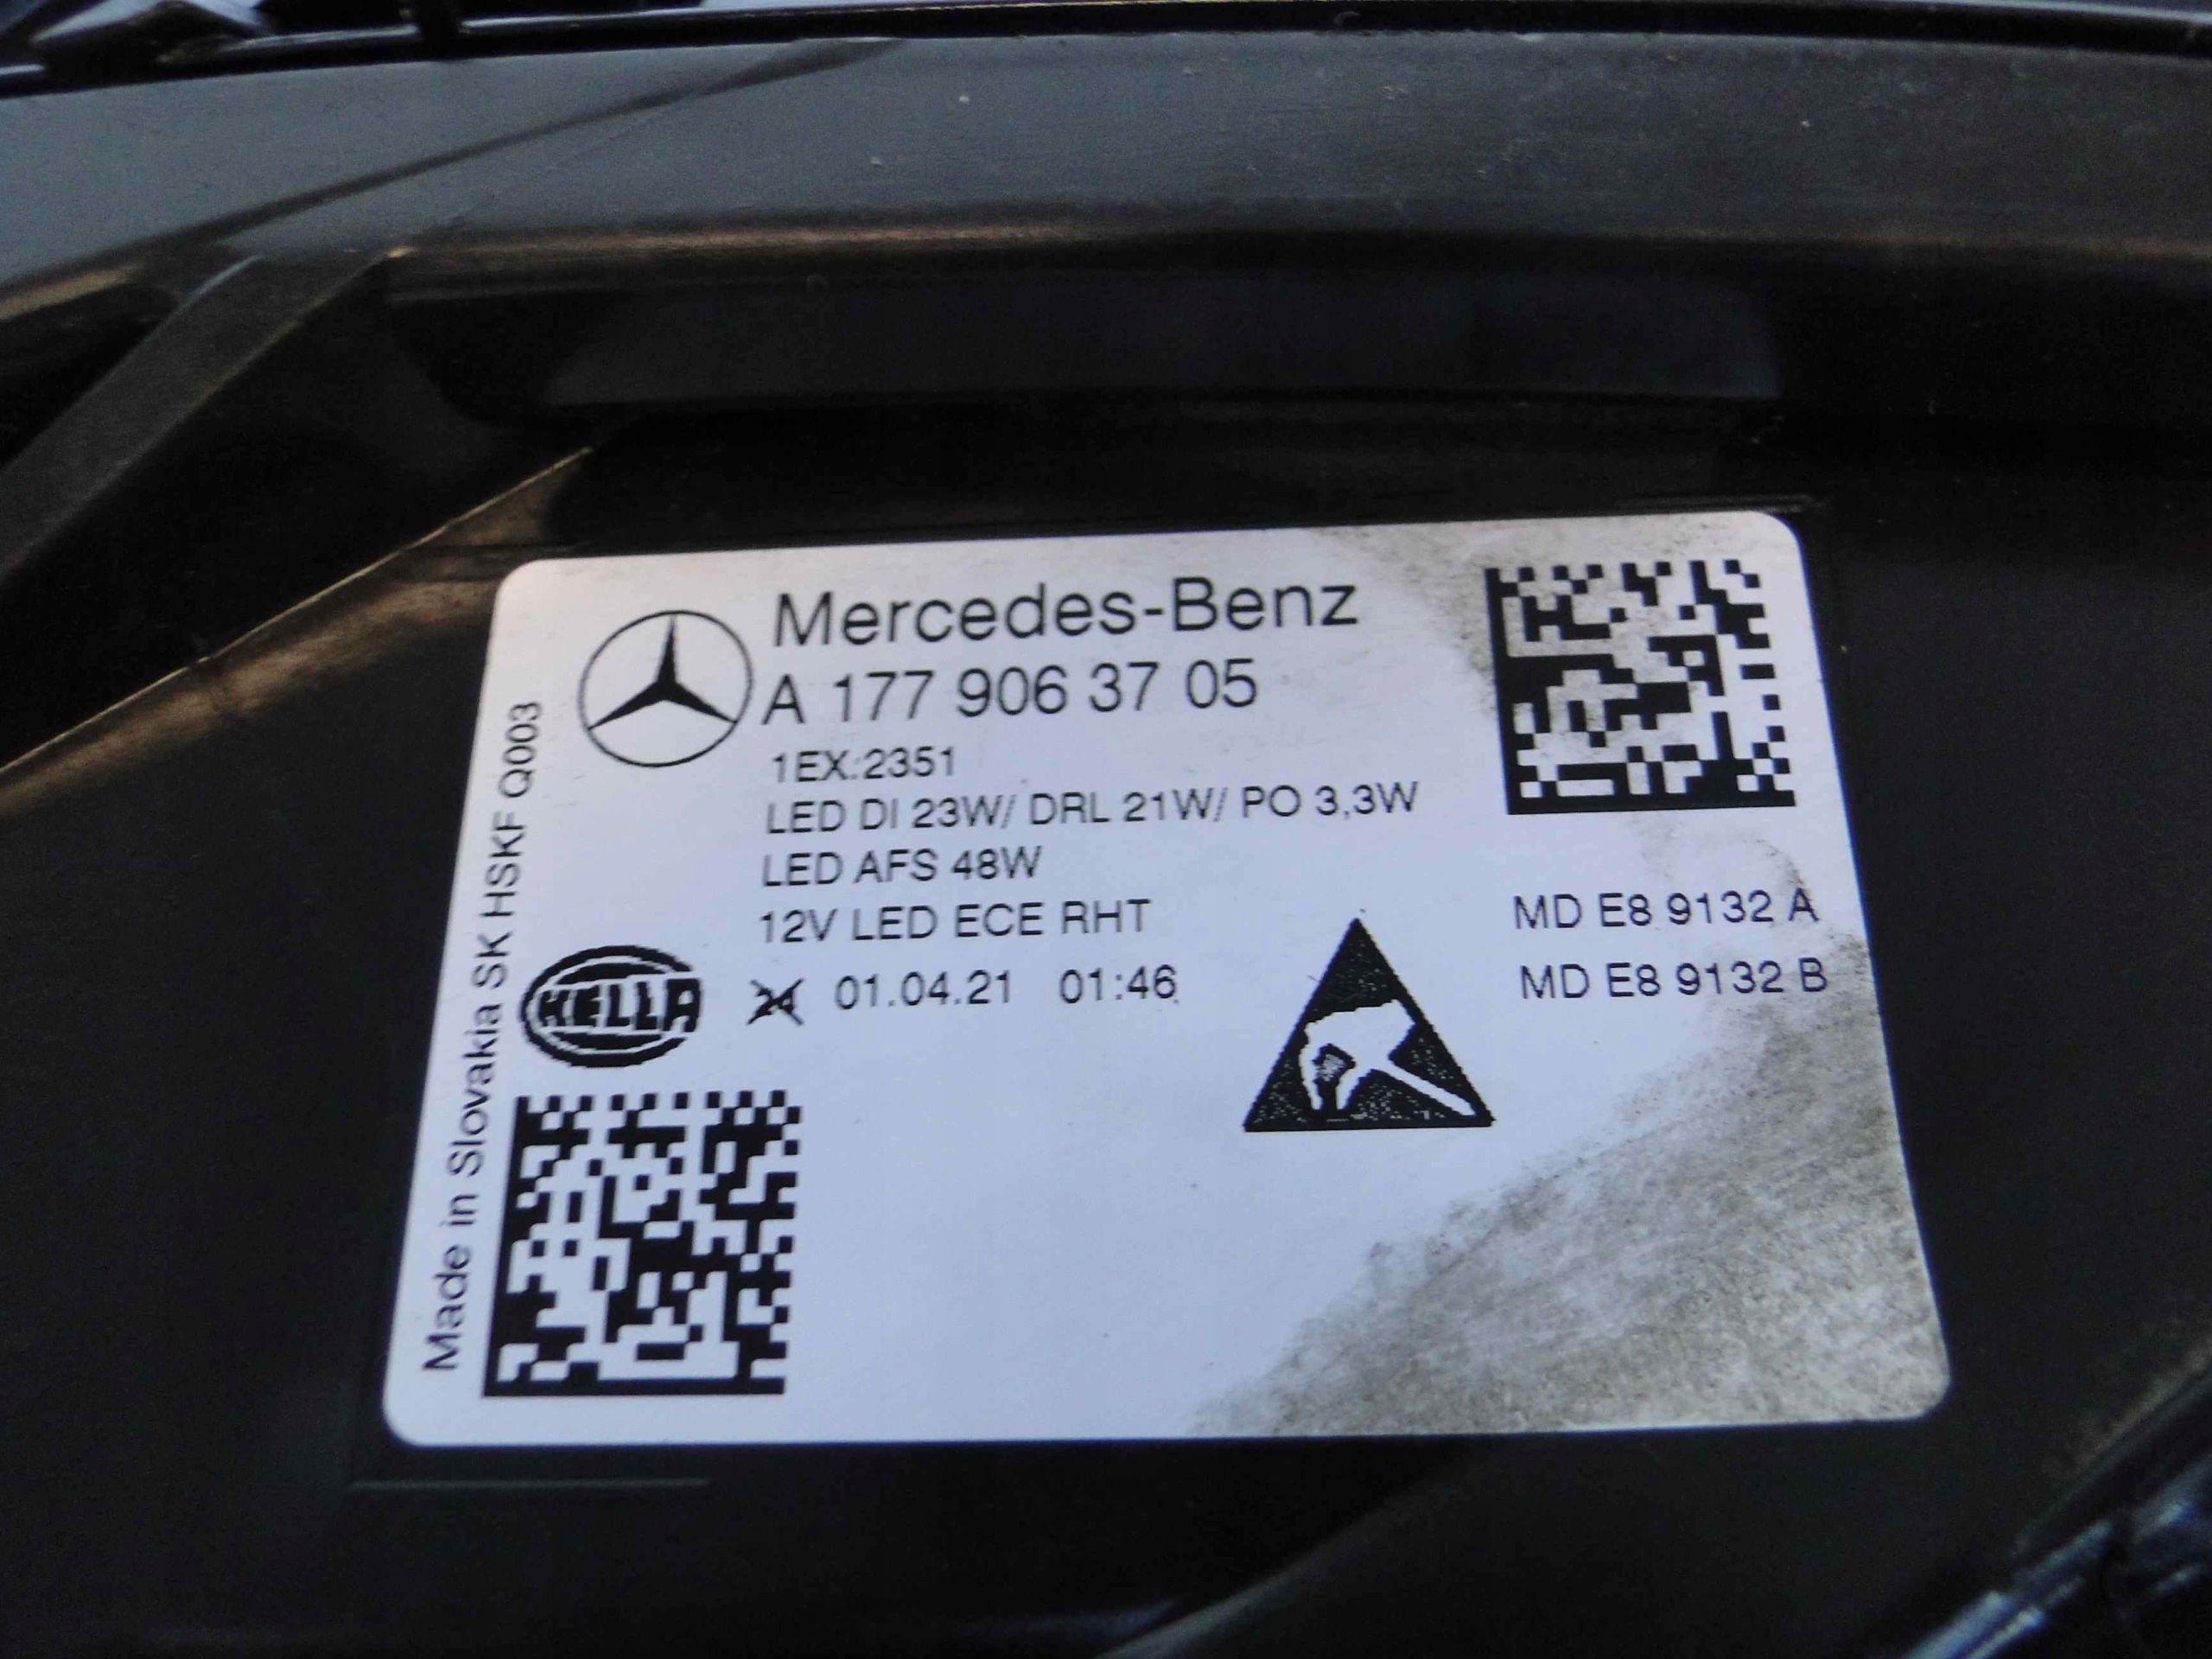 Mercedes-Benz
A 177 906 37 05
1EX.2351
LED DI 23W/ DRL 21W/ PO 3,3W
LED AFS 48W
12V LED ECE RHT
HELLA
24 01.04.21 01:46
MD E8 9132 A
MD E8 9132 B
Made in Slovakia SK HSKF Q003